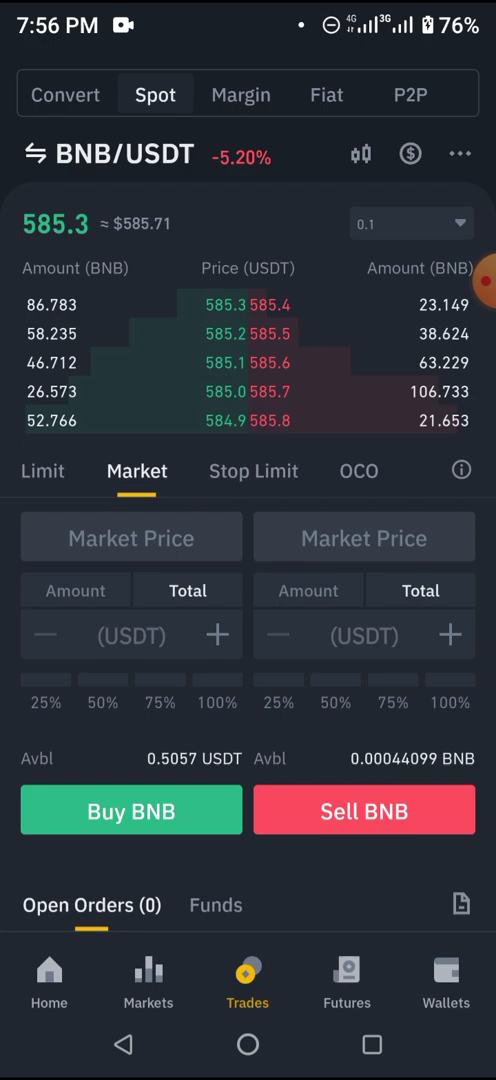 7:56 PM 4G 3G 76%
Convert Spot Margin Fiat P2P
BNB/USDT -5.20%
585.3 ≈ $585.71 0.1
Amount (BNB) Price (USDT) Amount (BNB)
86.783 585.3 585.4 23.149
58.235 585.2 585.5 38.624
46.712 585.1 585.6 63.229
26.573 585.0 585.7 106.733
52.766 584.9 585.8 21.653
Limit Market Stop Limit OCO
Market Price Market Price
Amount Total Amount Total
— (USDT) + — (USDT) +
25% 50% 75% 100% 25% 50% 75% 100%
Avbl 0.5057 USDT Avbl 0.00044099 BNB
Buy BNB Sell BNB
Open Orders (0) Funds
Home Markets Trades Futures Wallets